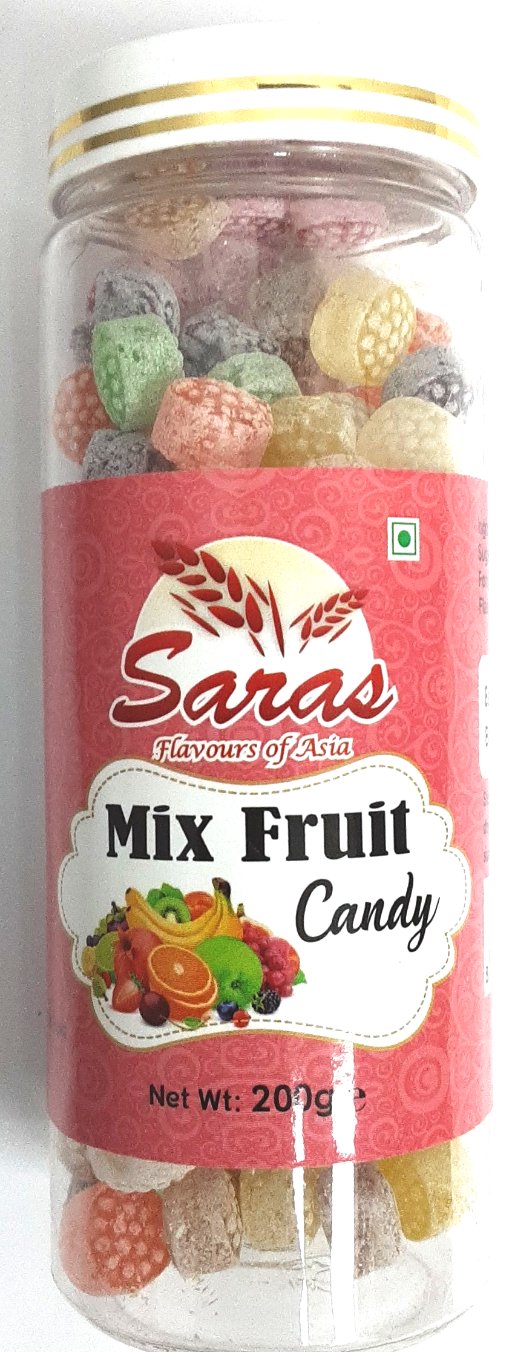 Saras
Flavours of Asia
Mix Fruit
Candy
Net Wt: 200g e